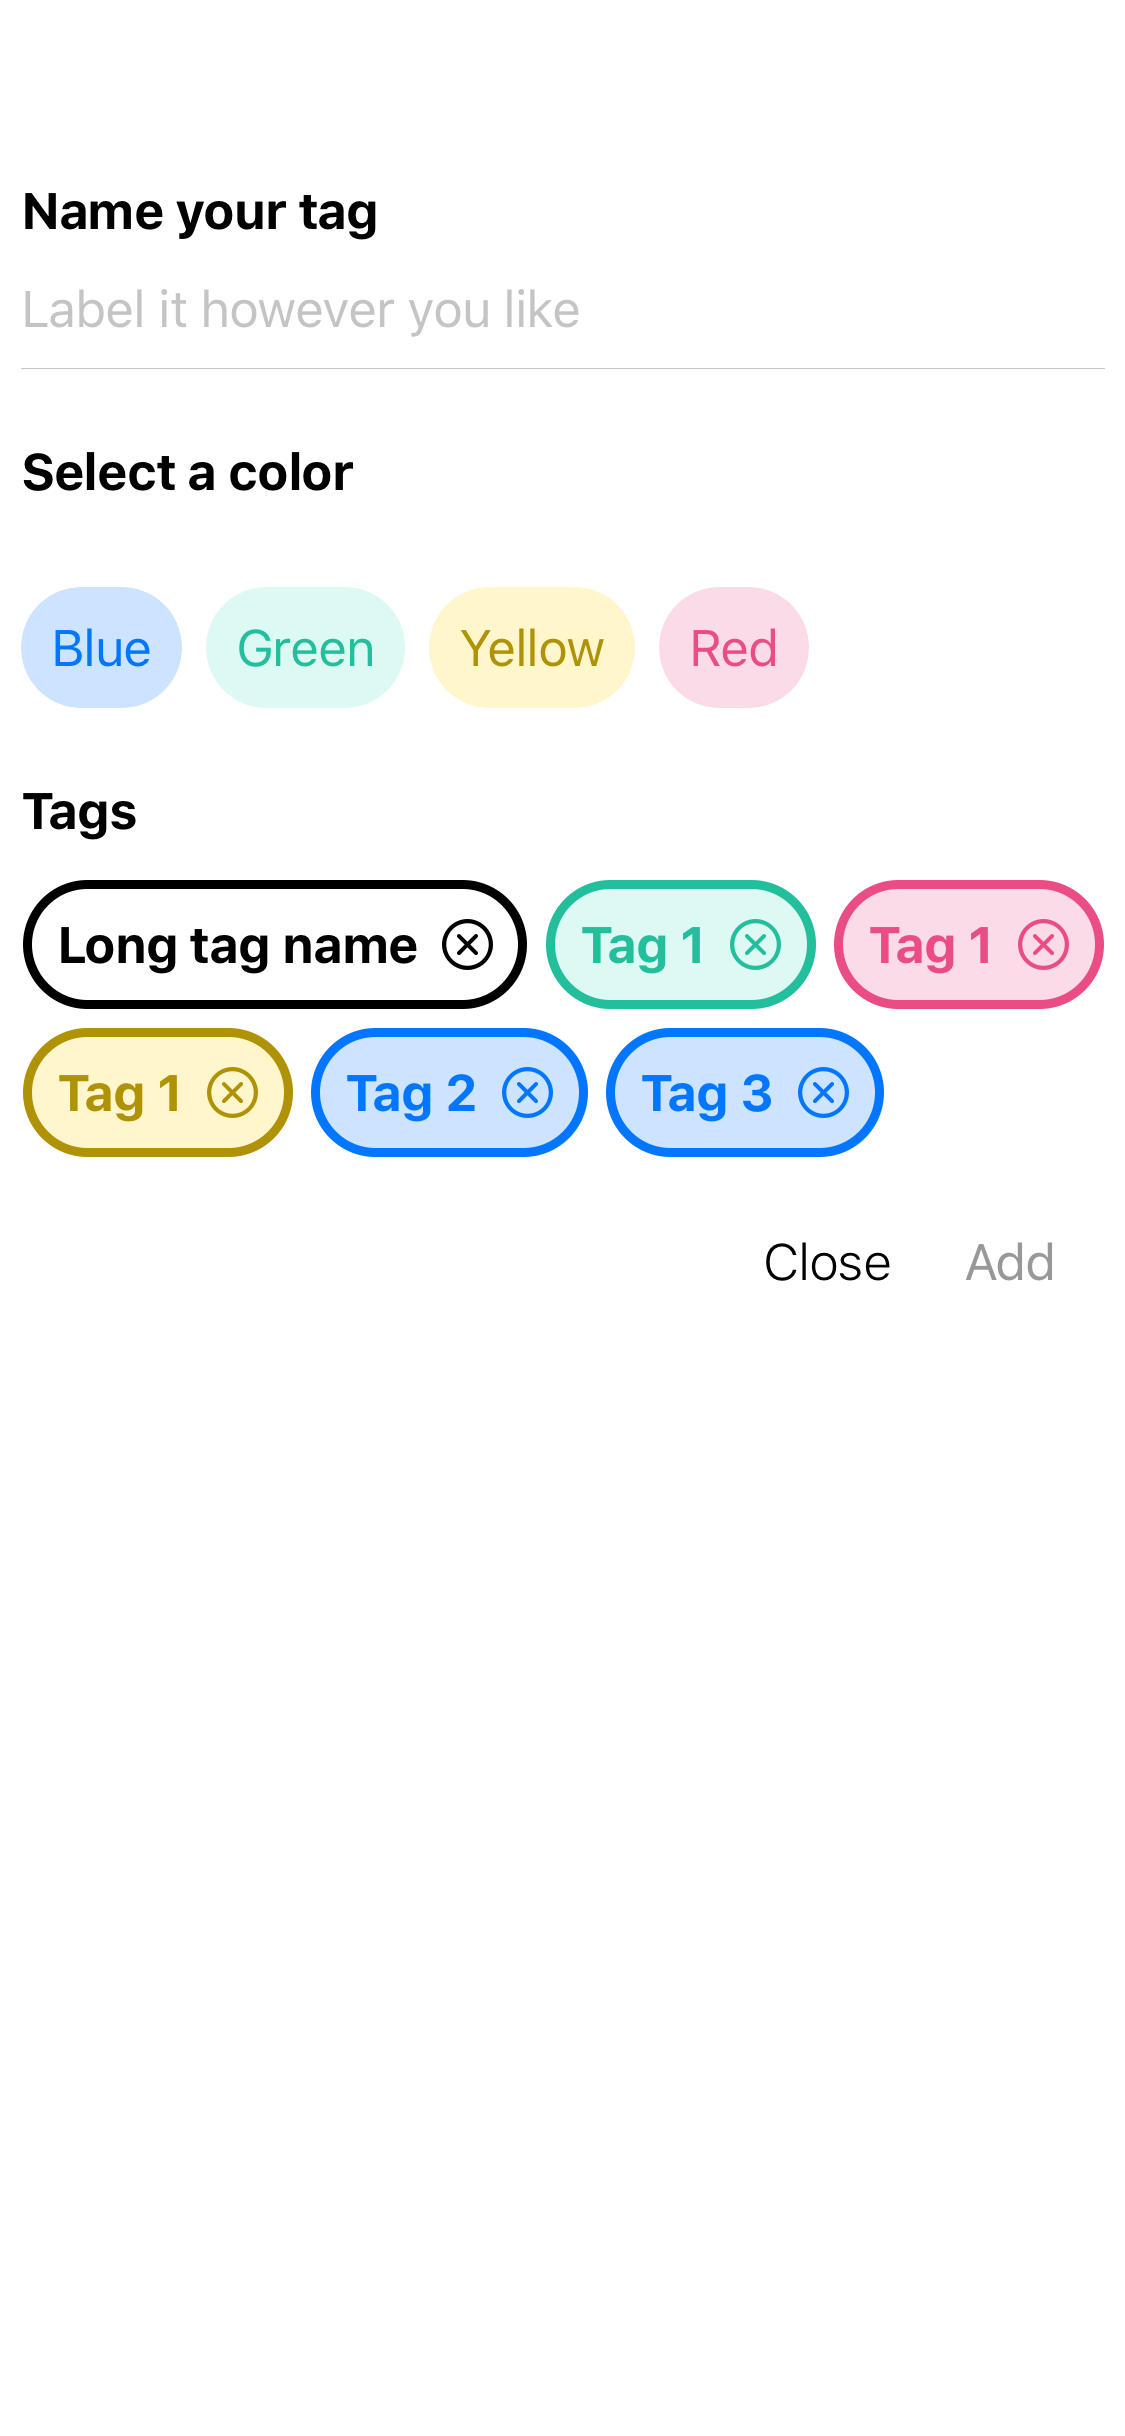 Name your tag
Label it however you like
Select a color
Blue Green Yellow Red
Tags
Long tag name Tag 1 Tag 1
Tag 1 Tag 2 Tag 3
Close Add